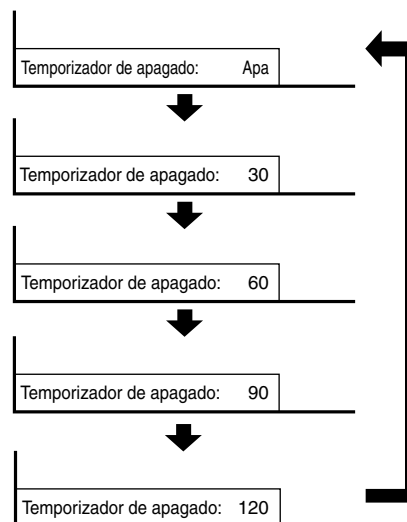 Temporizador de apagado: Apa
Temporizador de apagado: 30
Temporizador de apagado: 60
Temporizador de apagado: 90
Temporizador de apagado: 120